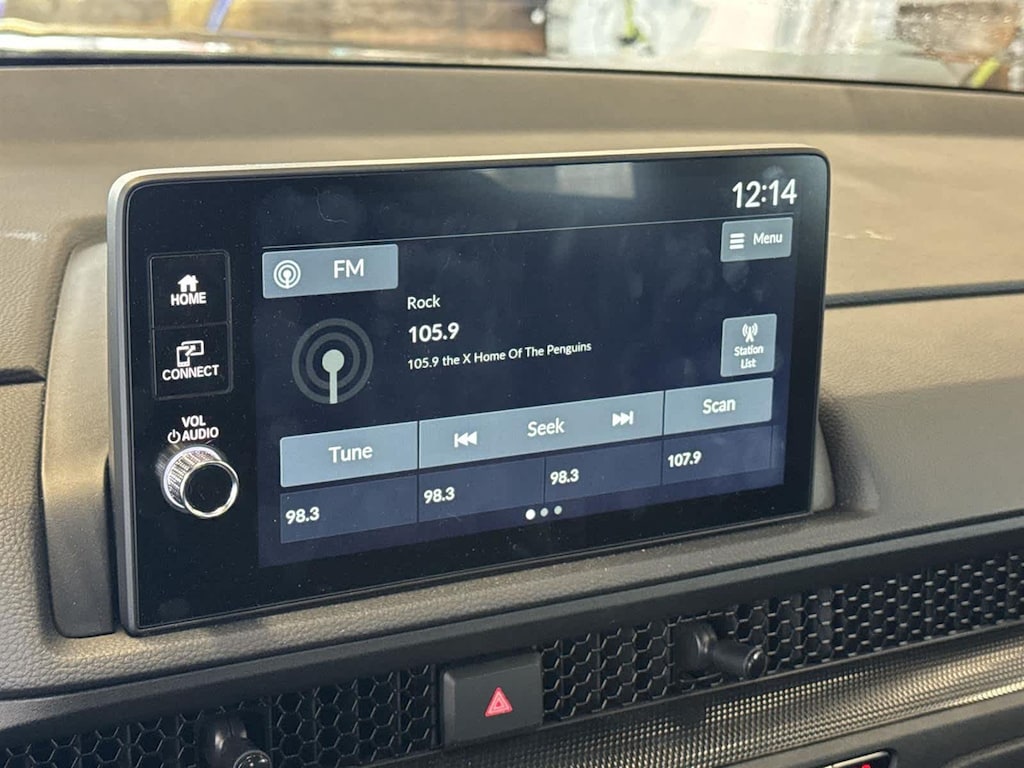 12:14
Menu
FM
HOME
Rock
105.9
105.9 the X Home Of The Penguins
Station
List
CONNECT
VOL
AUDIO
Tune
Seek
Scan
98.3
98.3
98.3
107.9